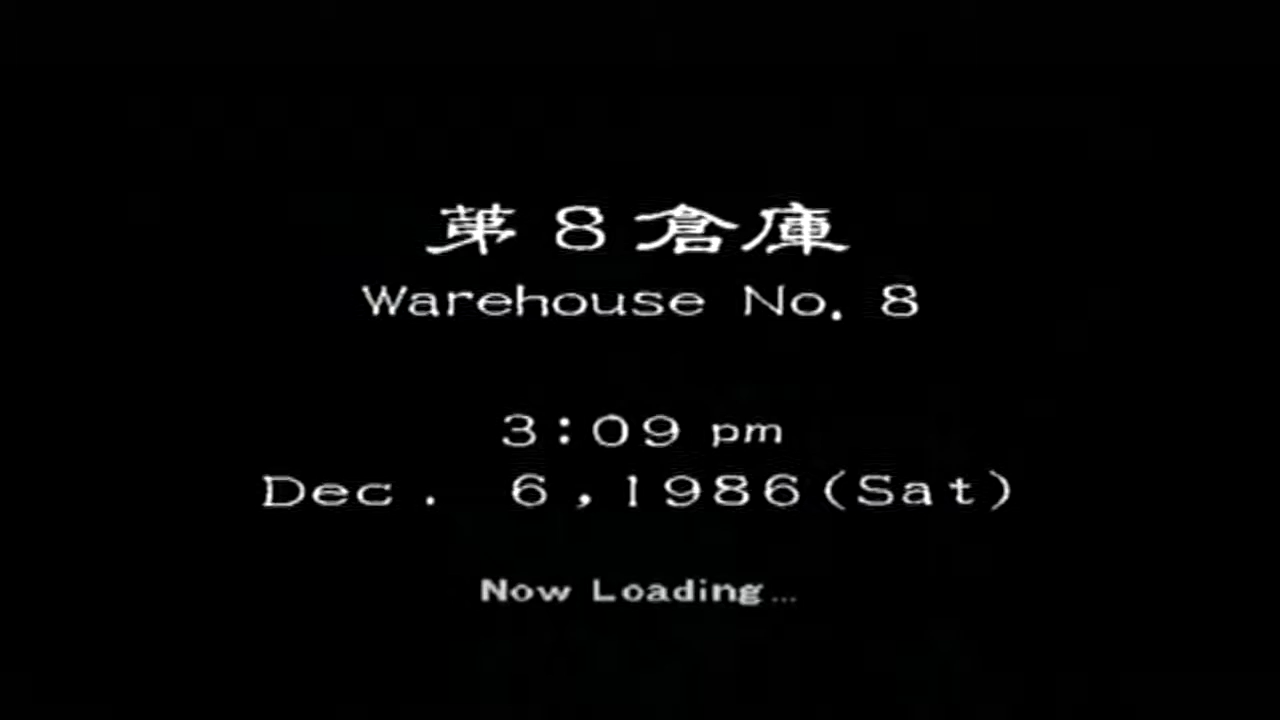 第8倉庫
Warehouse No. 8
3:09 pm
Dec. 6,1986(Sat)
Now Loading...